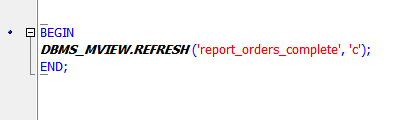 BEGIN
DBMS_MVIEW.REFRESH ('report_orders_complete', 'c');
END;